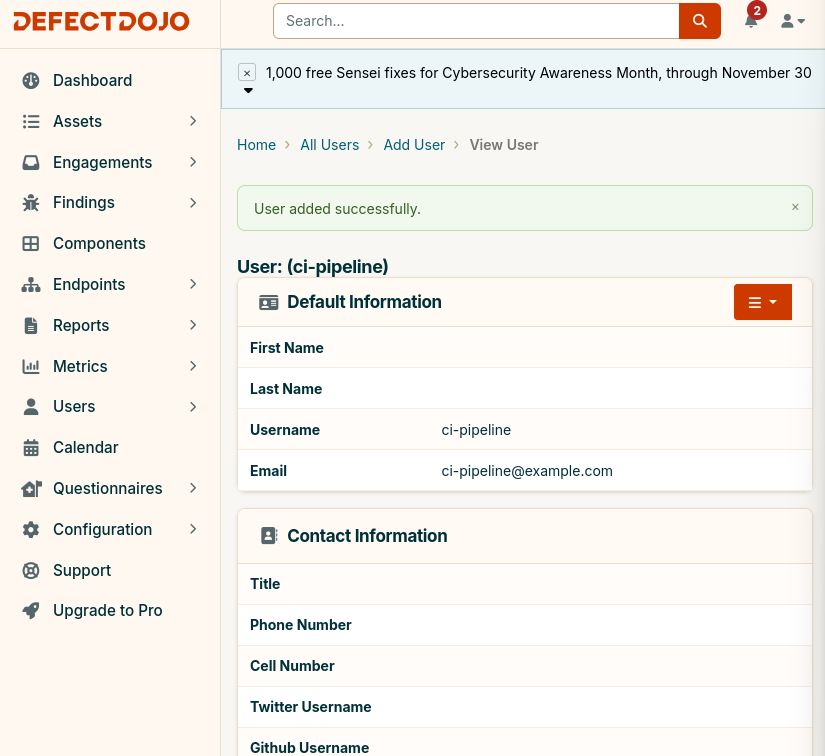 DEFECTDOJO
Search...
2
Dashboard
Assets
Engagements
Findings
Components
Endpoints
Reports
Metrics
Users
Calendar
Questionnaires
Configuration
Support
Upgrade to Pro
× 1,000 free Sensei fixes for Cybersecurity Awareness Month, through November 30
Home > All Users > Add User > View User
User added successfully. ×
User: (ci-pipeline)
Default Information
First Name
Last Name
Username ci-pipeline
Email ci-pipeline@example.com
Contact Information
Title
Phone Number
Cell Number
Twitter Username
Github Username